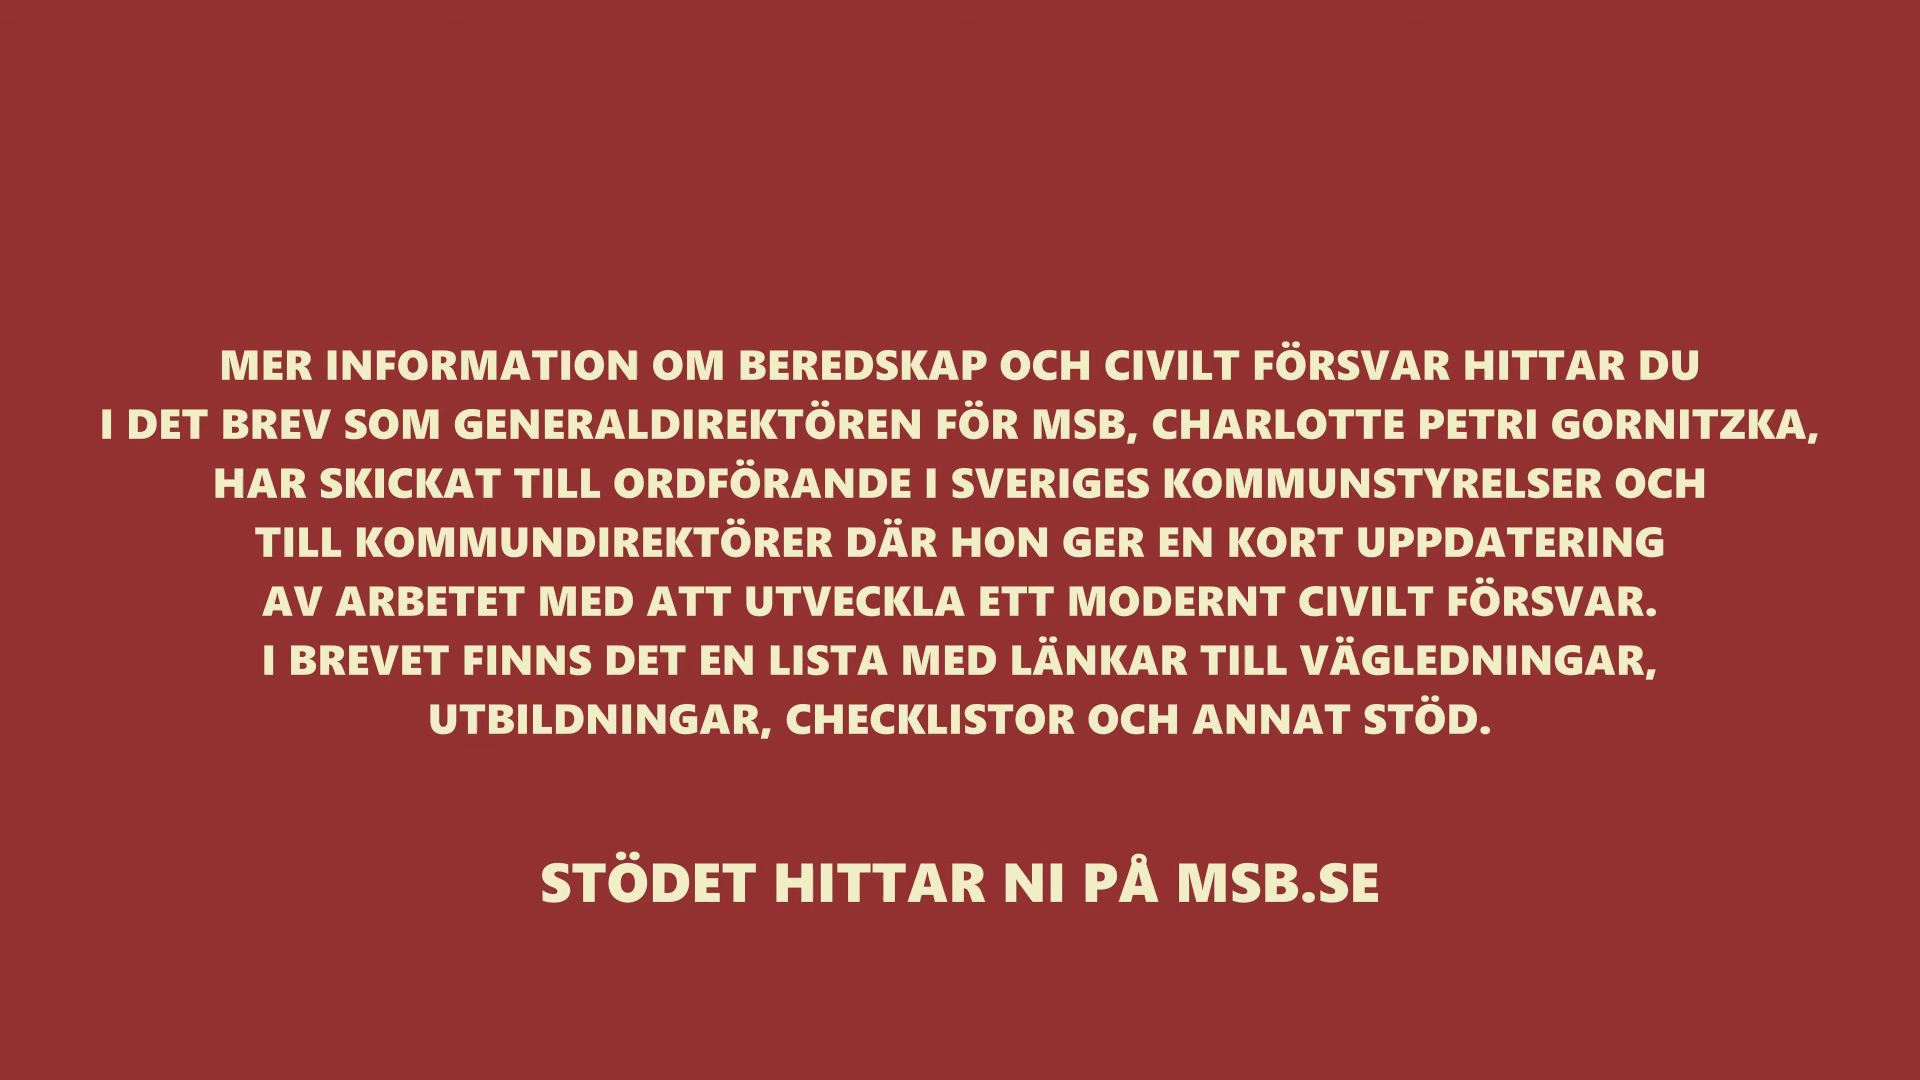 MER INFORMATION OM BEREDSKAP OCH CIVILT FÖRSVAR HITTAR DU
I DET BREV SOM GENERALDIREKTÖREN FÖR MSB, CHARLOTTE PETRI GORNITZKA,
HAR SKICKAT TILL ORDFÖRANDE I SVERIGES KOMMUNSTYRELSER OCH
TILL KOMMUNDIREKTÖRER DÄR HON GER EN KORT UPPDATERING
AV ARBETET MED ATT UTVECKLA ETT MODERNT CIVILT FÖRSVAR.
I BREVET FINNS DET EN LISTA MED LÄNKAR TILL VÄGLEDNINGAR,
UTBILDNINGAR, CHECKLISTOR OCH ANNAT STÖD.
STÖDET HITTAR NI PÅ MSB.SE